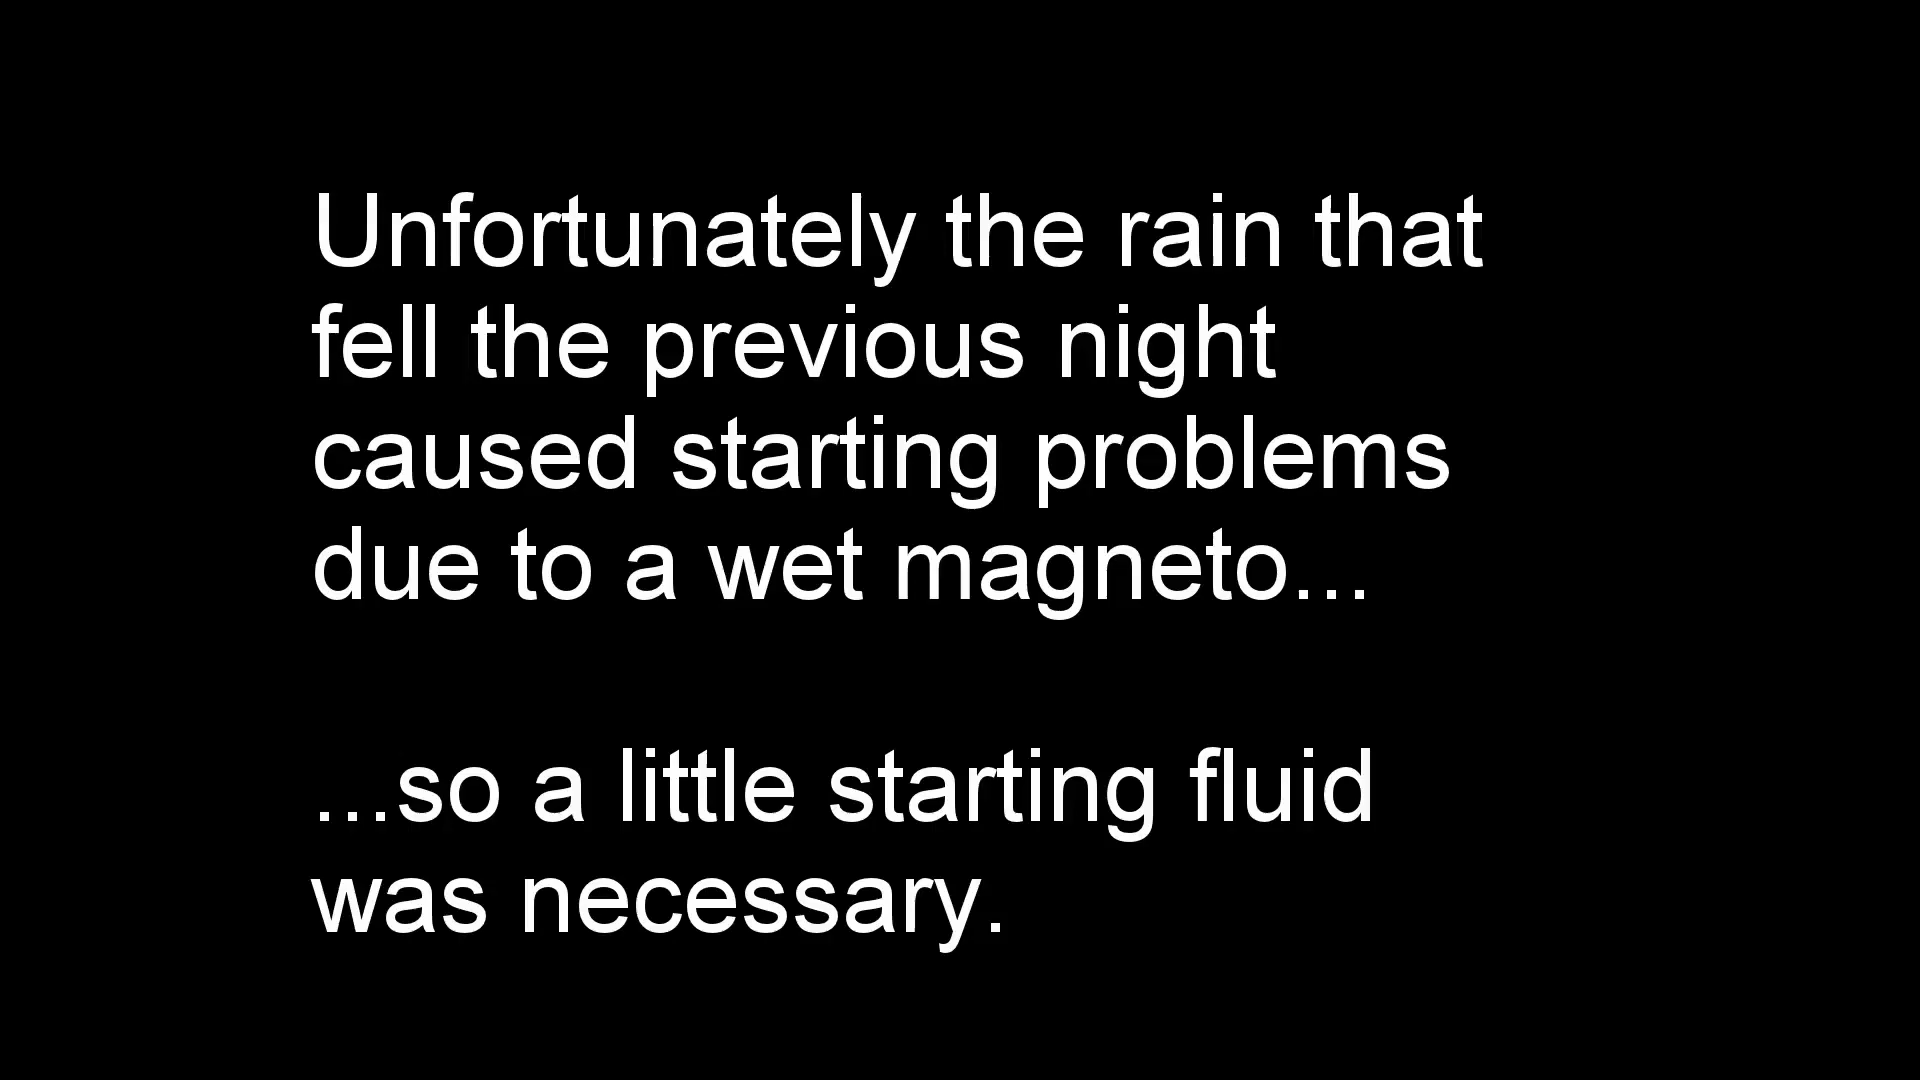 Unfortunately the rain that
fell the previous night
caused starting problems
due to a wet magneto...
...so a little starting fluid
was necessary.